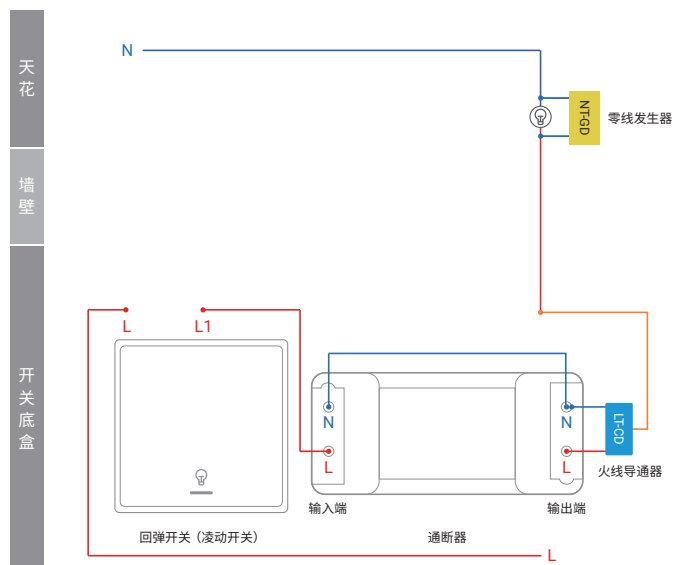 天花
N
NT-GD
零线发生器
墙壁
开关底盒
L
L1
N
N
LT-CD
L
L
火线导通器
输入端
输出端
回弹开关（凌动开关）
通断器
L